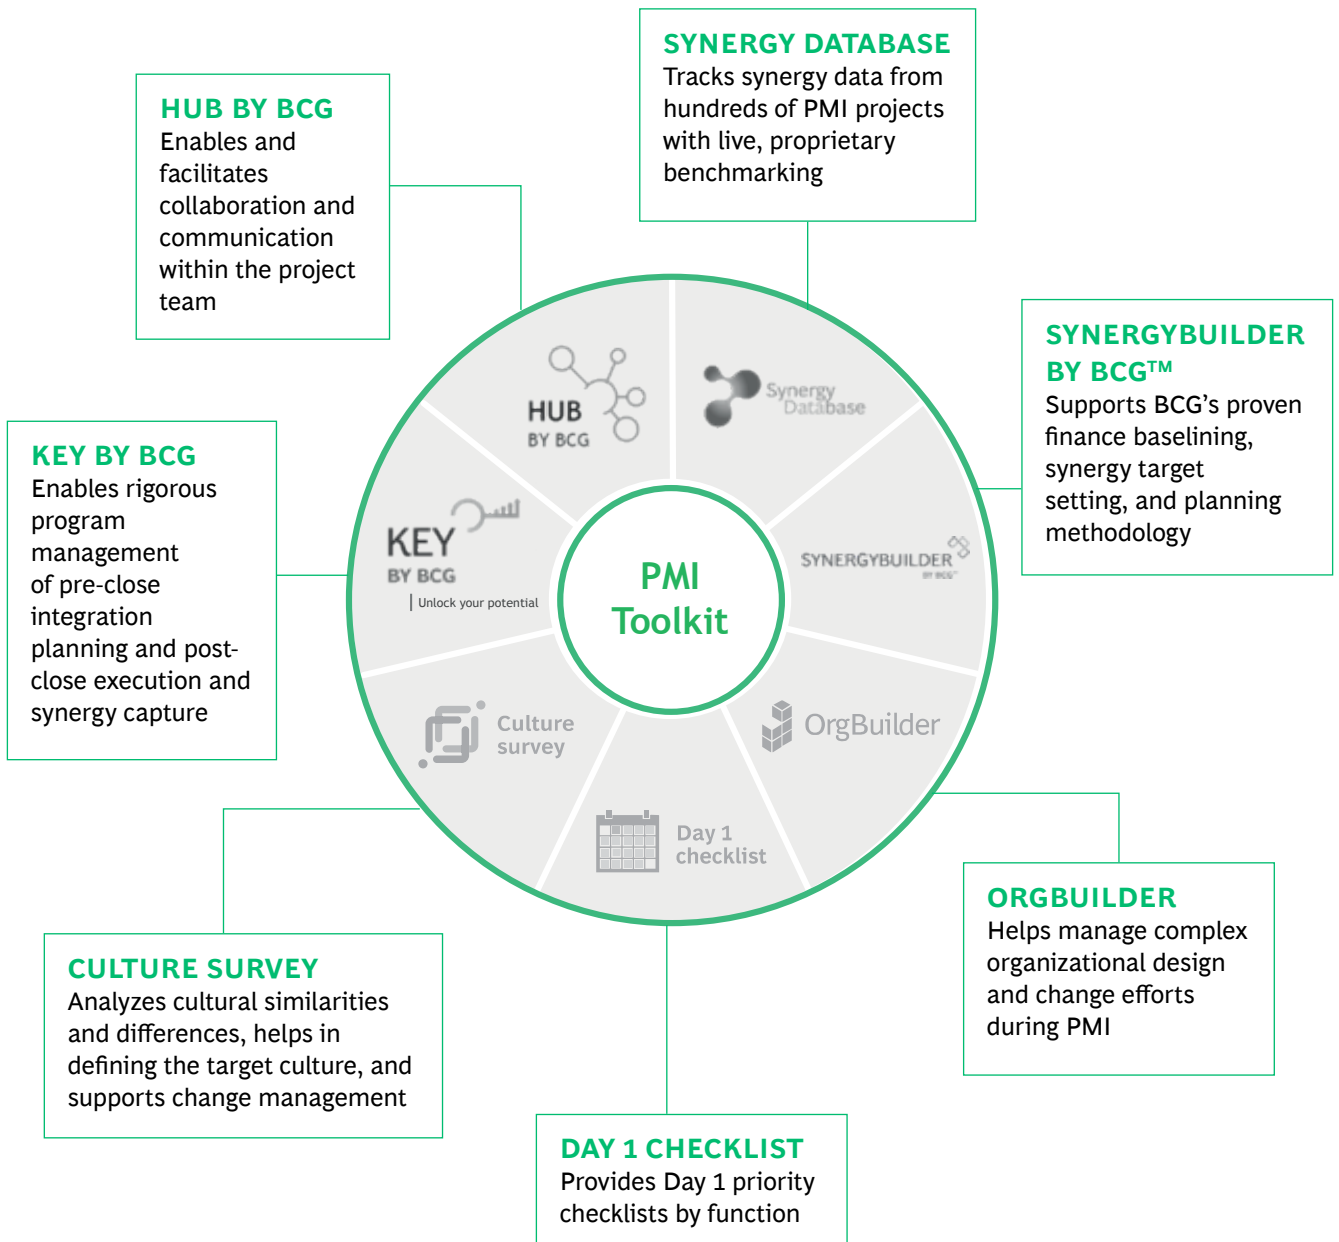 SYNERGY DATABASE
Tracks synergy data from
hundreds of PMI projects
with live, proprietary
benchmarking
HUB BY BCG
Enables and
facilitates
collaboration and
communication
within the project
team
SYNERGYBUILDER
BY BCG™
Supports BCG’s proven
finance baselining,
synergy target
setting, and planning
methodology
KEY BY BCG
Enables rigorous
program
management
of pre-close
integration
planning and post-
close execution and
synergy capture
HUB
BY BCG
Synergy
Database
KEY
BY BCG
Unlock your potential
SYNERGYBUILDER
BY BCG™
PMI
Toolkit
Culture
survey
OrgBuilder
Day 1
checklist
ORGBUILDER
Helps manage complex
organizational design
and change efforts
during PMI
CULTURE SURVEY
Analyzes cultural similarities
and differences, helps in
defining the target culture, and
supports change management
DAY 1 CHECKLIST
Provides Day 1 priority
checklists by function